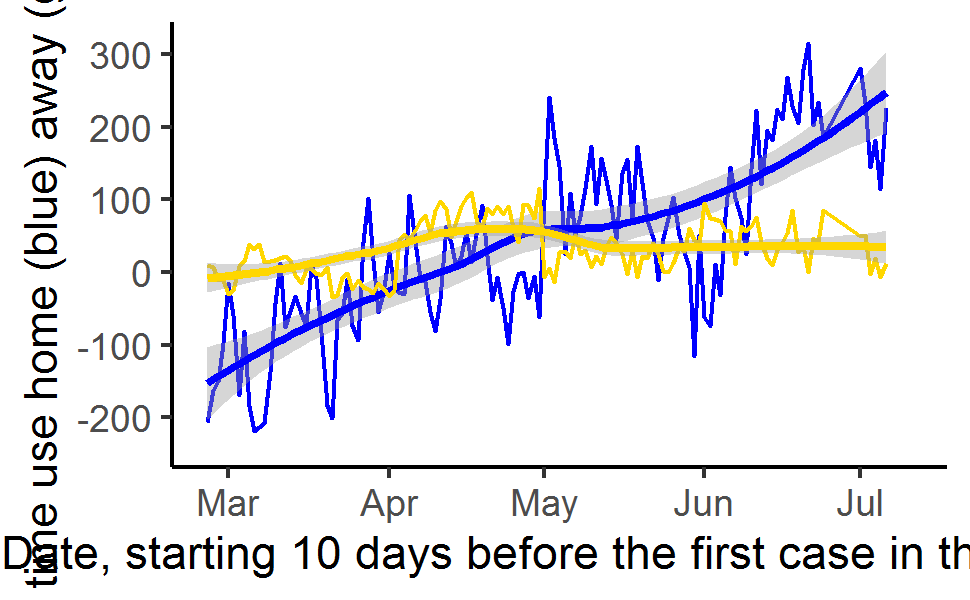 time use home (blue) away (
300
200
100
0
-100
-200
Mar Apr May Jun Jul
Date, starting 10 days before the first case in th